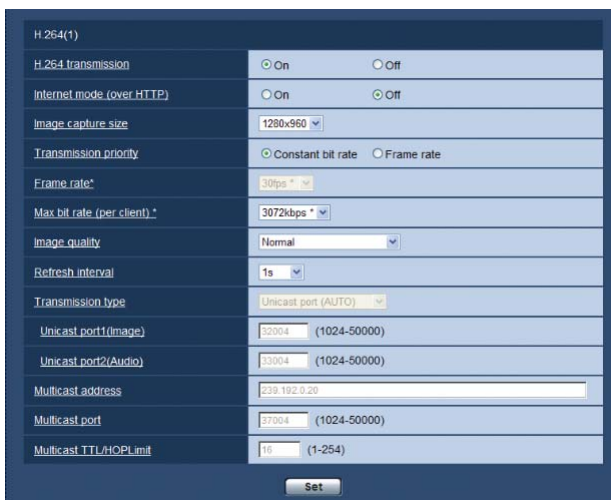 H.264(1)
H.264 transmission On Off
Internet mode (over HTTP) On Off
Image capture size 1280x960
Transmission priority Constant bit rate Frame rate
Frame rate* 30fps *
Max bit rate (per client) * 3072kbps *
Image quality Normal
Refresh interval 1s
Transmission type Unicast port (AUTO)
Unicast port1(Image) 32004 (1024-50000)
Unicast port2(Audio) 33004 (1024-50000)
Multicast address 239.192.0.20
Multicast port 37004 (1024-50000)
Multicast TTL/HOPLimit 16 (1-254)
Set